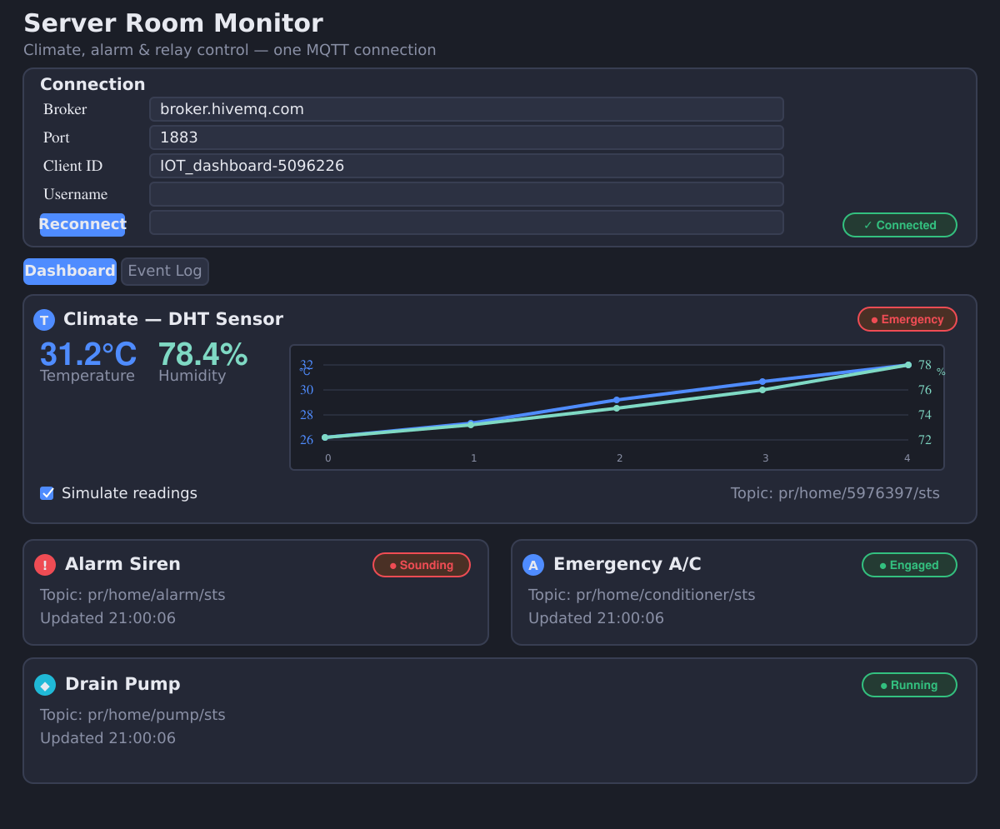 Server Room Monitor
Climate, alarm & relay control — one MQTT connection
Connection
Broker broker.hivemq.com
Port 1883
Client ID IOT_dashboard-5096226
Username
Reconnect ✓ Connected
Dashboard Event Log
T Climate — DHT Sensor ● Emergency
31.2°C 78.4%
Temperature Humidity
32 78
°C %
30 76
28 74
26 72
0 1 2 3 4
Simulate readings Topic: pr/home/5976397/sts
! Alarm Siren ● Sounding
Topic: pr/home/alarm/sts
Updated 21:00:06
A Emergency A/C ● Engaged
Topic: pr/home/conditioner/sts
Updated 21:00:06
◆ Drain Pump ● Running
Topic: pr/home/pump/sts
Updated 21:00:06